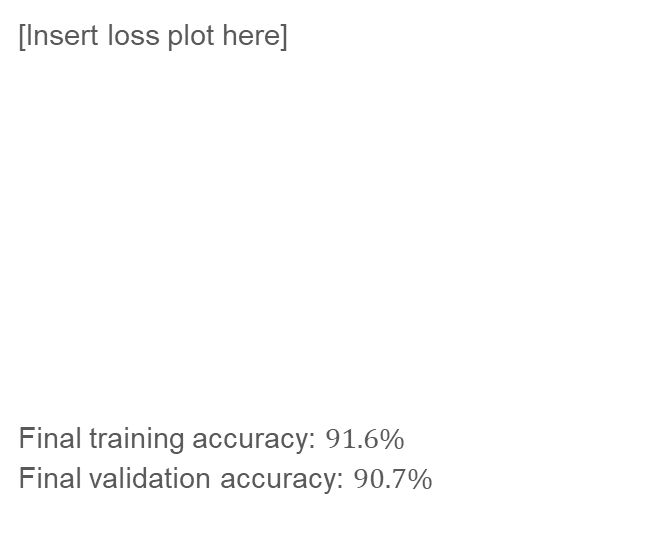 [Insert loss plot here]
Final training accuracy: 91.6%
Final validation accuracy: 90.7%